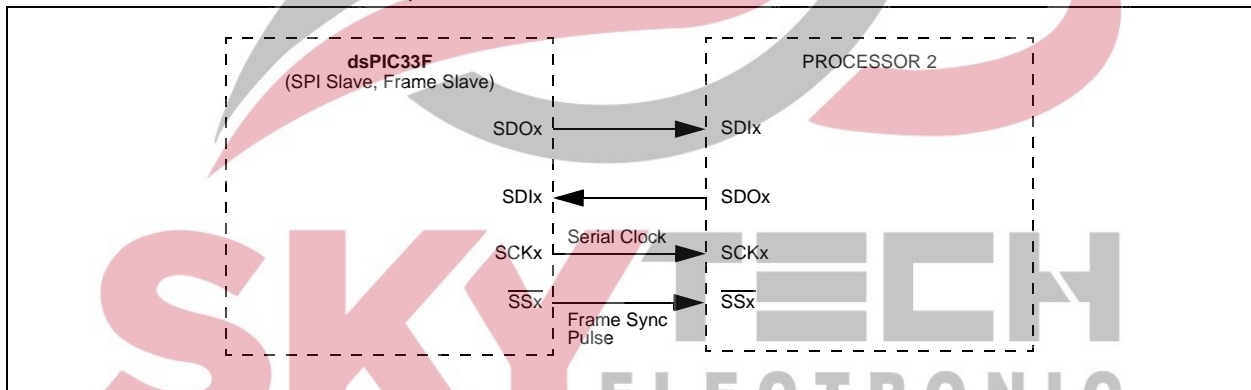 dsPIC33F
(SPI Slave, Frame Slave)
PROCESSOR 2
SDOx
SDIx
SDIx
SDOx
Serial Clock
SCKx
SCKx
SSx
SSx
Frame Sync
Pulse
SKYTECH
ELECTRONIC